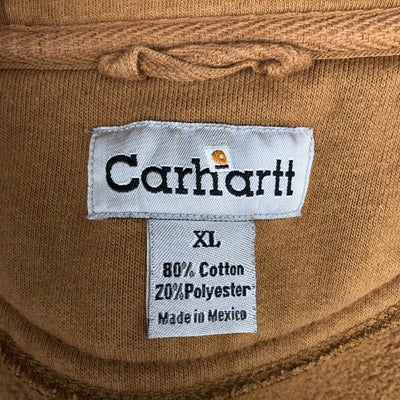 Carhartt
XL
80% Cotton
20% Polyester
Made in Mexico